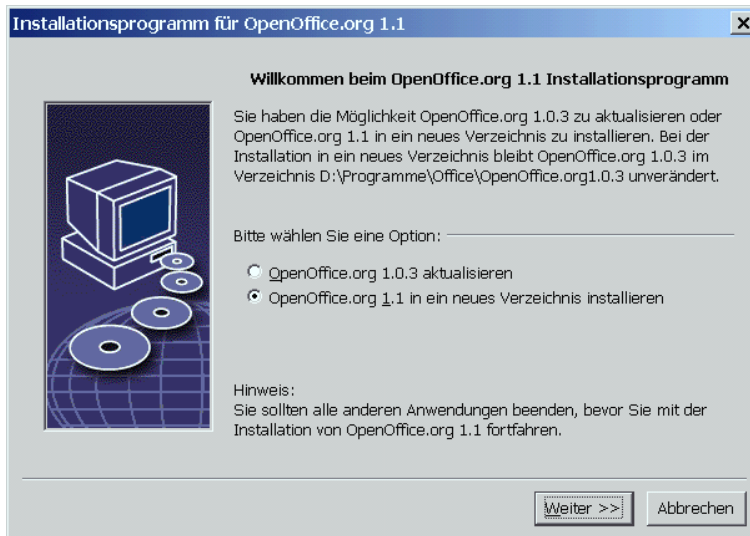 Installationsprogramm für OpenOffice.org 1.1
Willkommen beim OpenOffice.org 1.1 Installationsprogramm
Sie haben die Möglichkeit OpenOffice.org 1.0.3 zu aktualisieren oder
OpenOffice.org 1.1 in ein neues Verzeichnis zu installieren. Bei der
Installation in ein neues Verzeichnis bleibt OpenOffice.org 1.0.3 im
Verzeichnis D:\Programme\Office\OpenOffice.org1.0.3 unverändert.
Bitte wählen Sie eine Option:
OpenOffice.org 1.0.3 aktualisieren
OpenOffice.org 1.1 in ein neues Verzeichnis installieren
Hinweis:
Sie sollten alle anderen Anwendungen beenden, bevor Sie mit der
Installation von OpenOffice.org 1.1 fortfahren.
Weiter >> Abbrechen